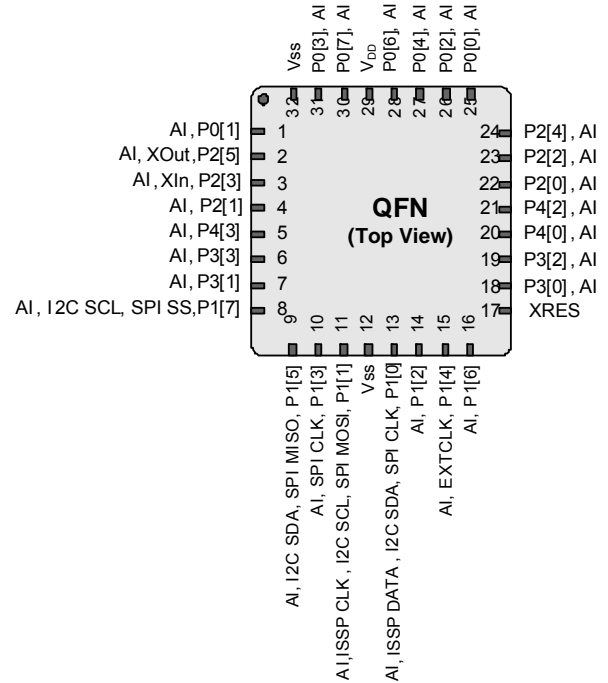 Vss
P0[3], AI
P0[7], AI
VDD
P0[6], AI
P0[4], AI
P0[2], AI
P0[0], AI
32
31
30
29
28
27
26
25
AI, P0[1]
1
AI, XOut, P2[5]
2
AI, XIn, P2[3]
3
AI, P2[1]
4
AI, P4[3]
5
AI, P3[3]
6
AI, P3[1]
7
AI, I2C SCL, SPI SS, P1[7]
8
QFN
(Top View)
24
P2[4], AI
23
P2[2], AI
22
P2[0], AI
21
P4[2], AI
20
P4[0], AI
19
P3[2], AI
18
P3[0], AI
17
XRES
9
10
11
12
13
14
15
16
AI, I2C SDA, SPI MISO, P1[5]
AI, SPI CLK, P1[3]
AI,ISSP CLK, I2C SCL, SPI MOSI, P1[1]
Vss
AI, ISSP DATA, I2C SDA, SPI CLK, P1[0]
AI, P1[2]
AI, EXTCLK, P1[4]
AI, P1[6]